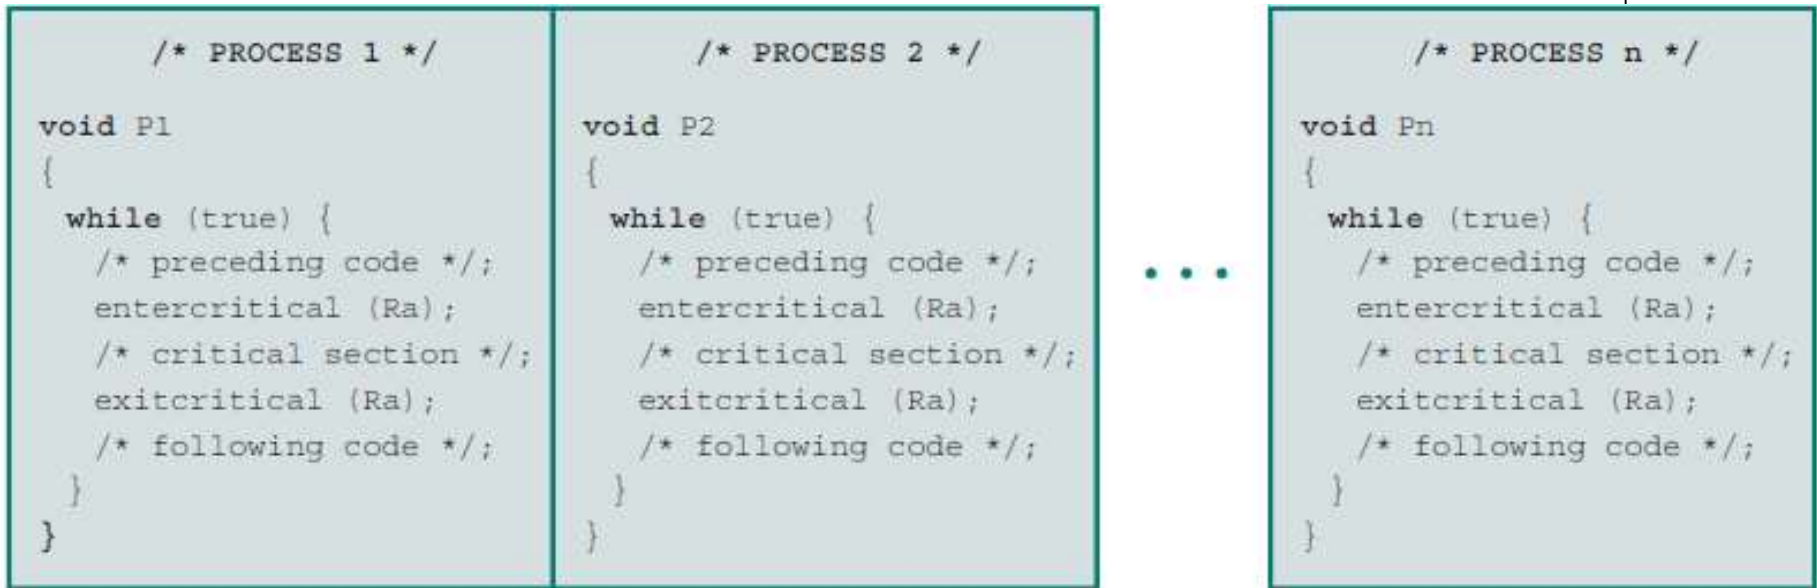 /* PROCESS 1 */
void P1
{
while (true) {
/* preceding code */;
entercritical (Ra);
/* critical section */;
exitcritical (Ra);
/* following code */;
}
}
/* PROCESS 2 */
void P2
{
while (true) {
/* preceding code */;
entercritical (Ra);
/* critical section */;
exitcritical (Ra);
/* following code */;
}
}
• • •
/* PROCESS n */
void Pn
{
while (true) {
/* preceding code */;
entercritical (Ra);
/* critical section */;
exitcritical (Ra);
/* following code */;
}
}